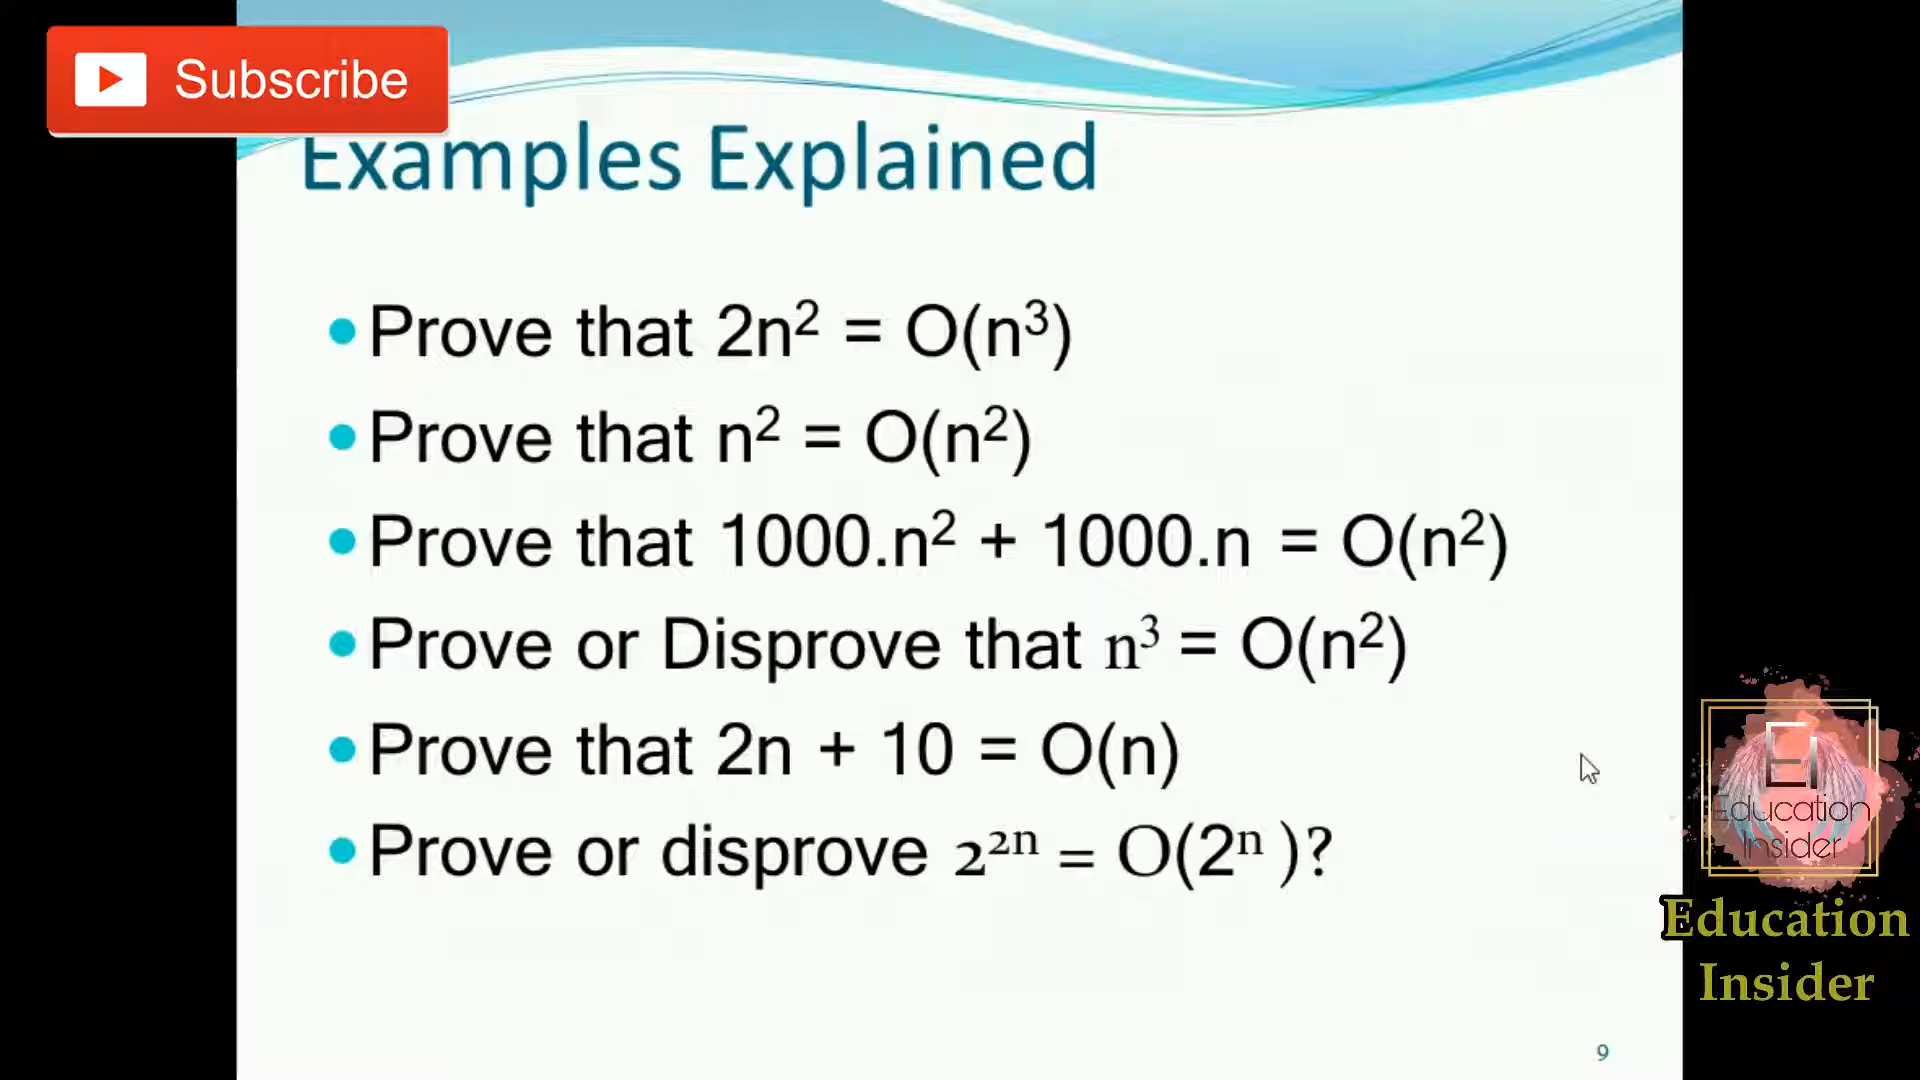 Subscribe
Examples Explained
•Prove that 2n² = O(n³)
•Prove that n² = O(n²)
•Prove that 1000.n² + 1000.n = O(n²)
•Prove or Disprove that n³ = O(n²)
•Prove that 2n + 10 = O(n)
•Prove or disprove 2²ⁿ = O(2ⁿ )?
EI
Education
Insider
Education
Insider
9